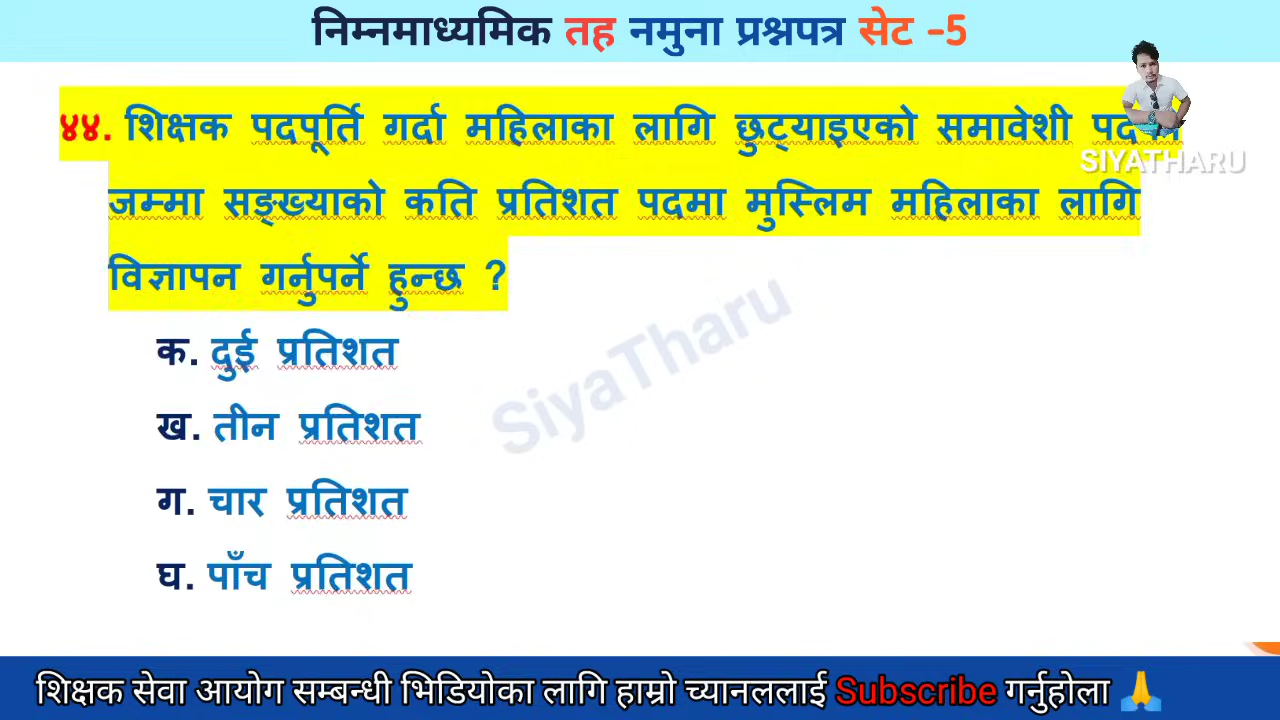 निम्नमाध्यमिक तह नमुना प्रश्नपत्र सेट -5
४४. शिक्षक पदपूर्ति गर्दा महिलाका लागि छुट्याइएको समावेशी
SIYATHARU
जम्मा सङ्ख्याको कति प्रतिशत पदमा मुस्लिम महिलाका लागि
विज्ञापन गर्नुपर्ने हुन्छ ?
क. दुई प्रतिशत
ख. तीन प्रतिशत
ग. चार प्रतिशत
घ. पाँच प्रतिशत
SiyaTharu
शिक्षक सेवा आयोग सम्बन्धी भिडियोका लागि हाम्रो च्यानललाई Subscribe गर्नुहोला 🙏